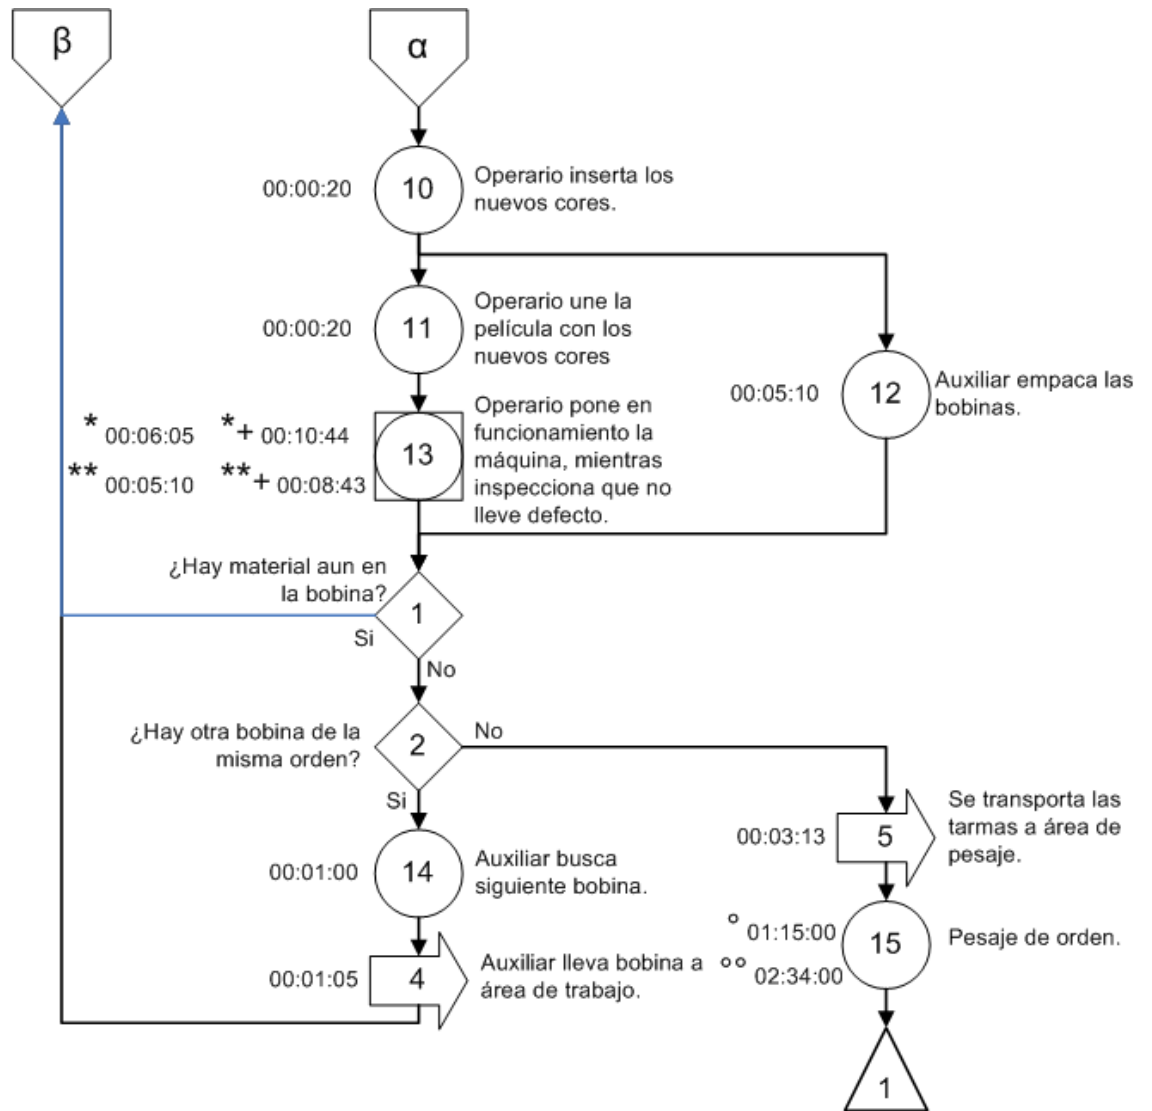 β
α
00:00:20
10
Operario inserta los
nuevos cores.
00:00:20
11
Operario une la
película con los
nuevos cores
00:05:10
12
Auxiliar empaca las
bobinas.
* 00:06:05
*+ 00:10:44
** 00:05:10
**+ 00:08:43
13
Operario pone en
funcionamiento la
máquina, mientras
inspecciona que no
lleve defecto.
¿Hay material aun en
la bobina?
1
Si
No
¿Hay otra bobina de la
misma orden?
2
No
Si
00:01:00
14
Auxiliar busca
siguiente bobina.
00:03:13
5
Se transporta las
tarmas a área de
pesaje.
00:01:05
4
Auxiliar lleva bobina a
área de trabajo.
° 01:15:00
°° 02:34:00
15
Pesaje de orden.
1